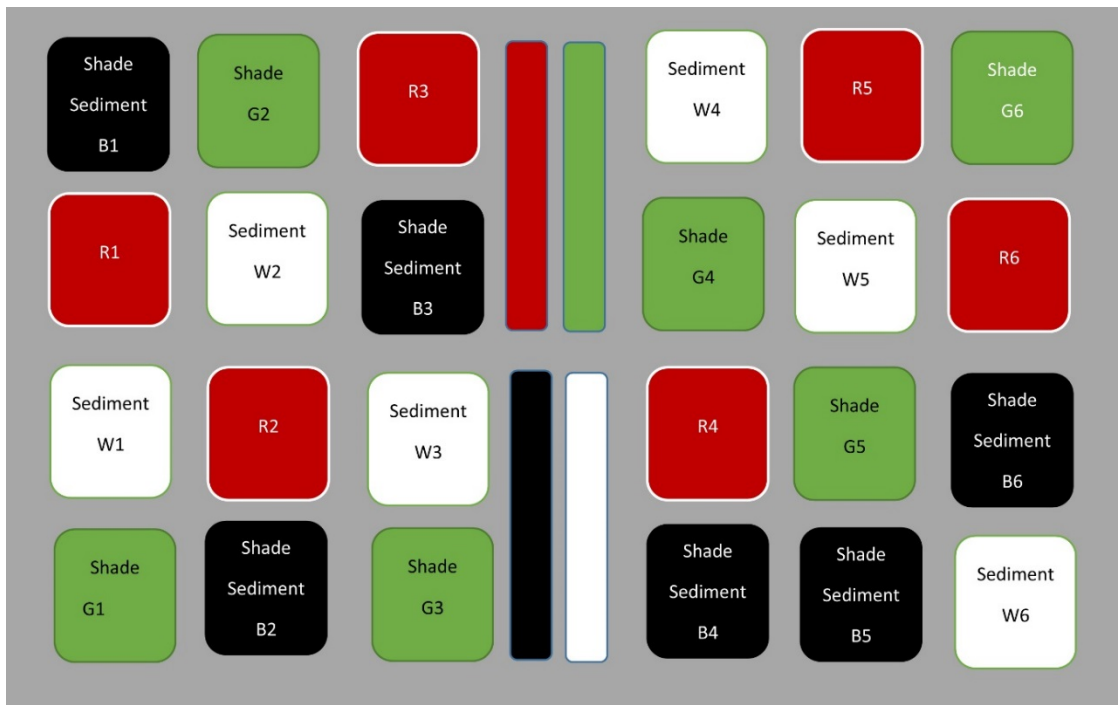 Shade
Sediment
B1
Shade
G2
R3
Sediment
W4
R5
Shade
G6
R1
Sediment
W2
Shade
Sediment
B3
Shade
G4
Sediment
W5
R6
Sediment
W1
R2
Sediment
W3
R4
Shade
G5
Shade
Sediment
B6
Shade
G1
Shade
Sediment
B2
Shade
G3
Shade
Sediment
B4
Shade
Sediment
B5
Sediment
W6